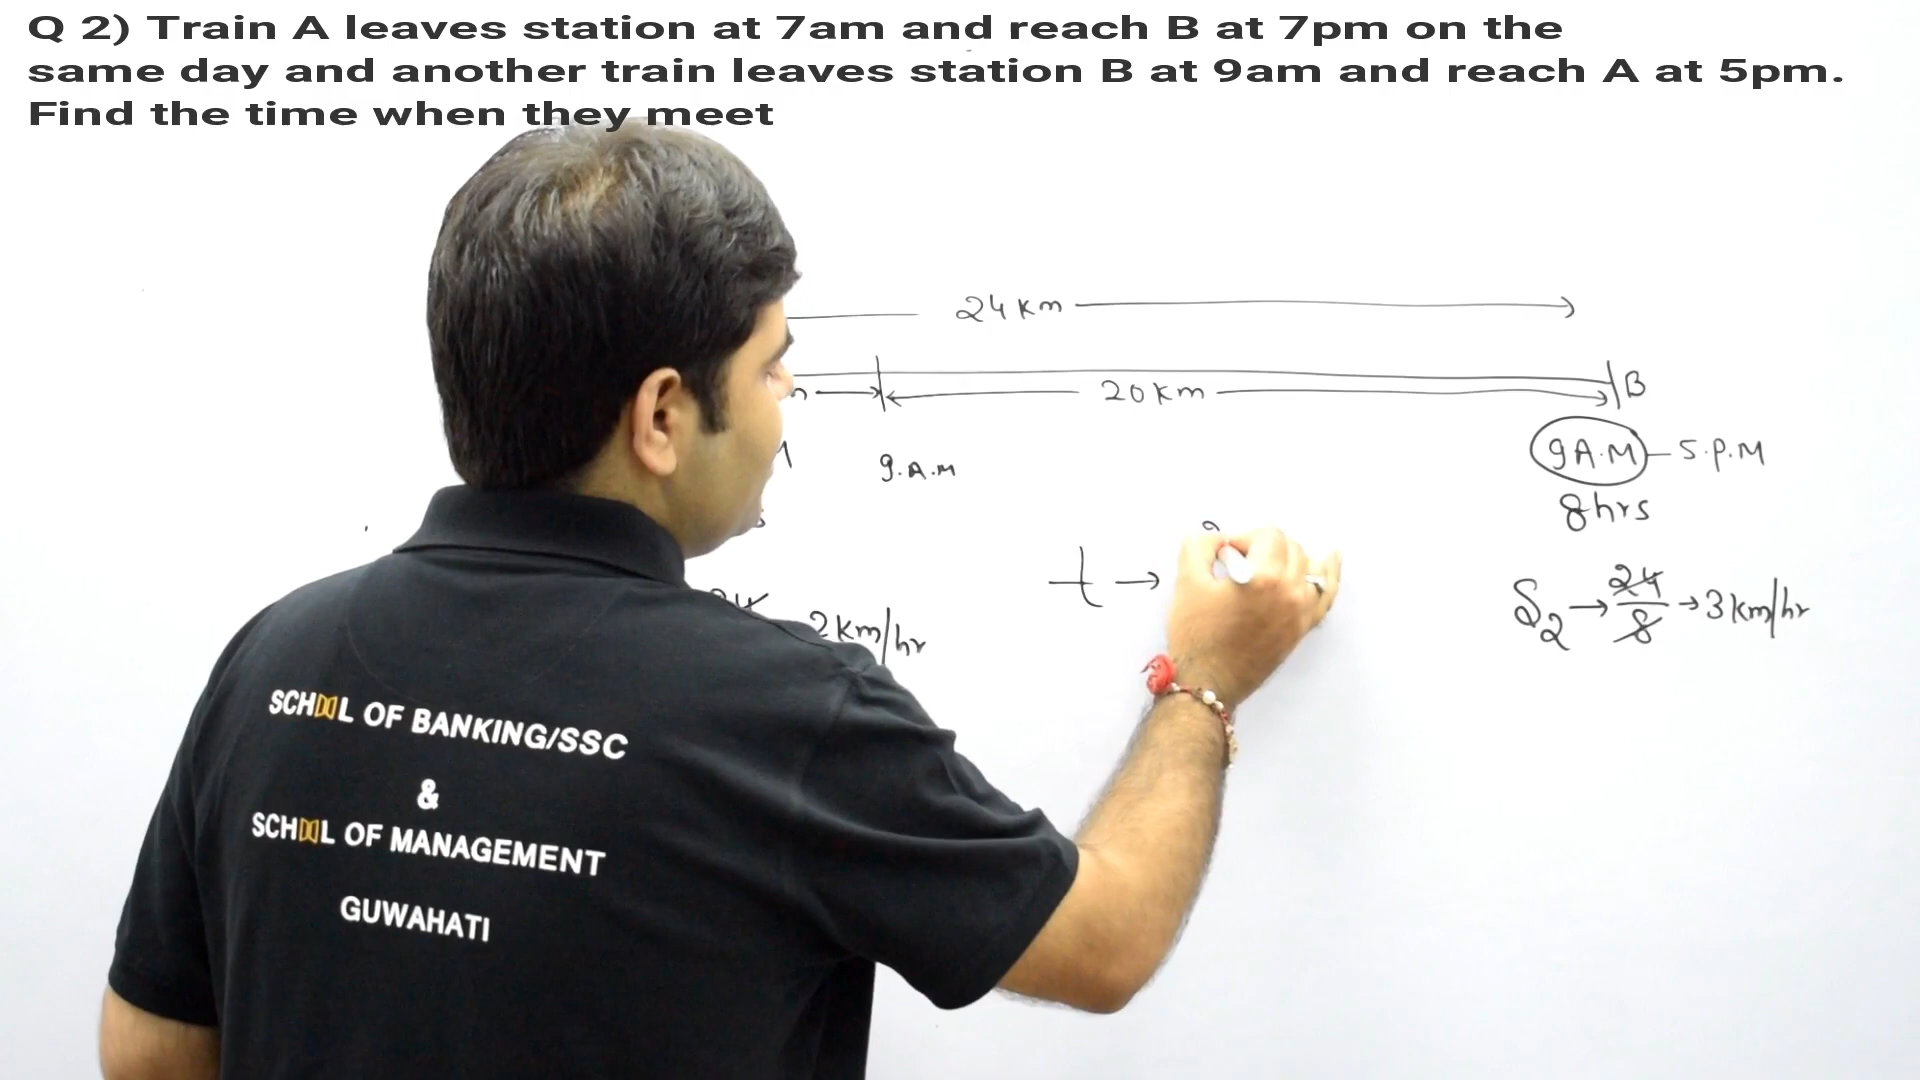 Q 2) Train A leaves station at 7am and reach B at 7pm on the
same day and another train leaves station B at 9am and reach A at 5pm.
Find the time when they meet
24 km
20 km
B
9 A.M - 5.P.M
9.A.M
8 hrs
t →
24
2 km/hr
S₂ → 24/8 → 3 km/hr
SCHOOL OF BANKING/SSC
&
SCHOOL OF MANAGEMENT
GUWAHATI